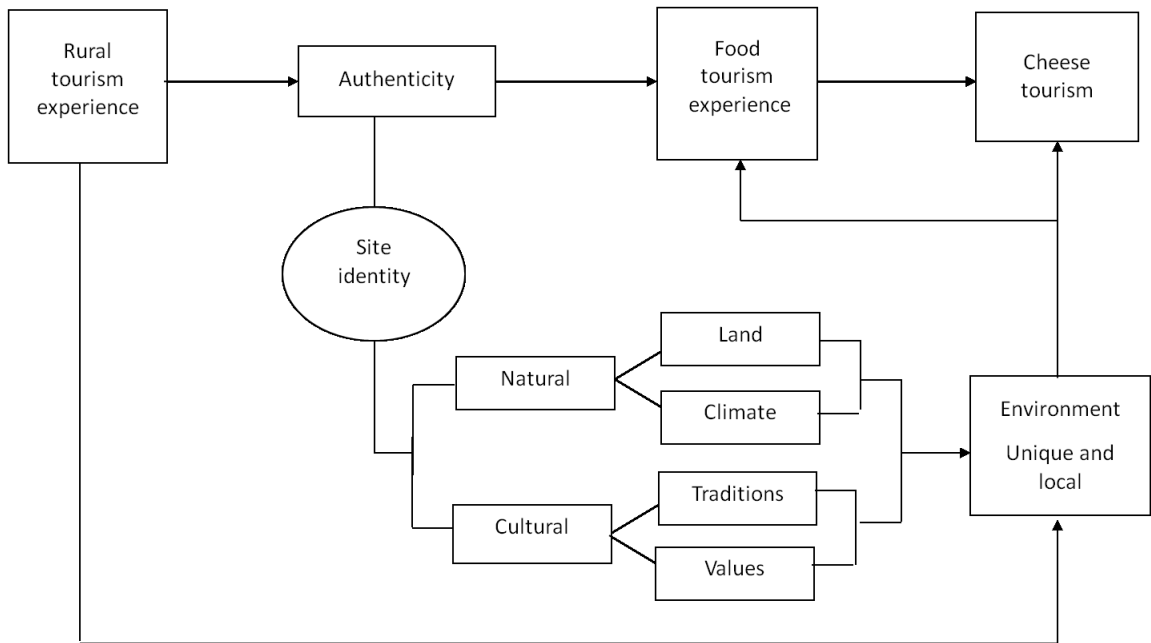 Rural
tourism
experience
Authenticity
Food
tourism
experience
Cheese
tourism
Site
identity
Natural
Land
Climate
Cultural
Traditions
Values
Environment
Unique and
local